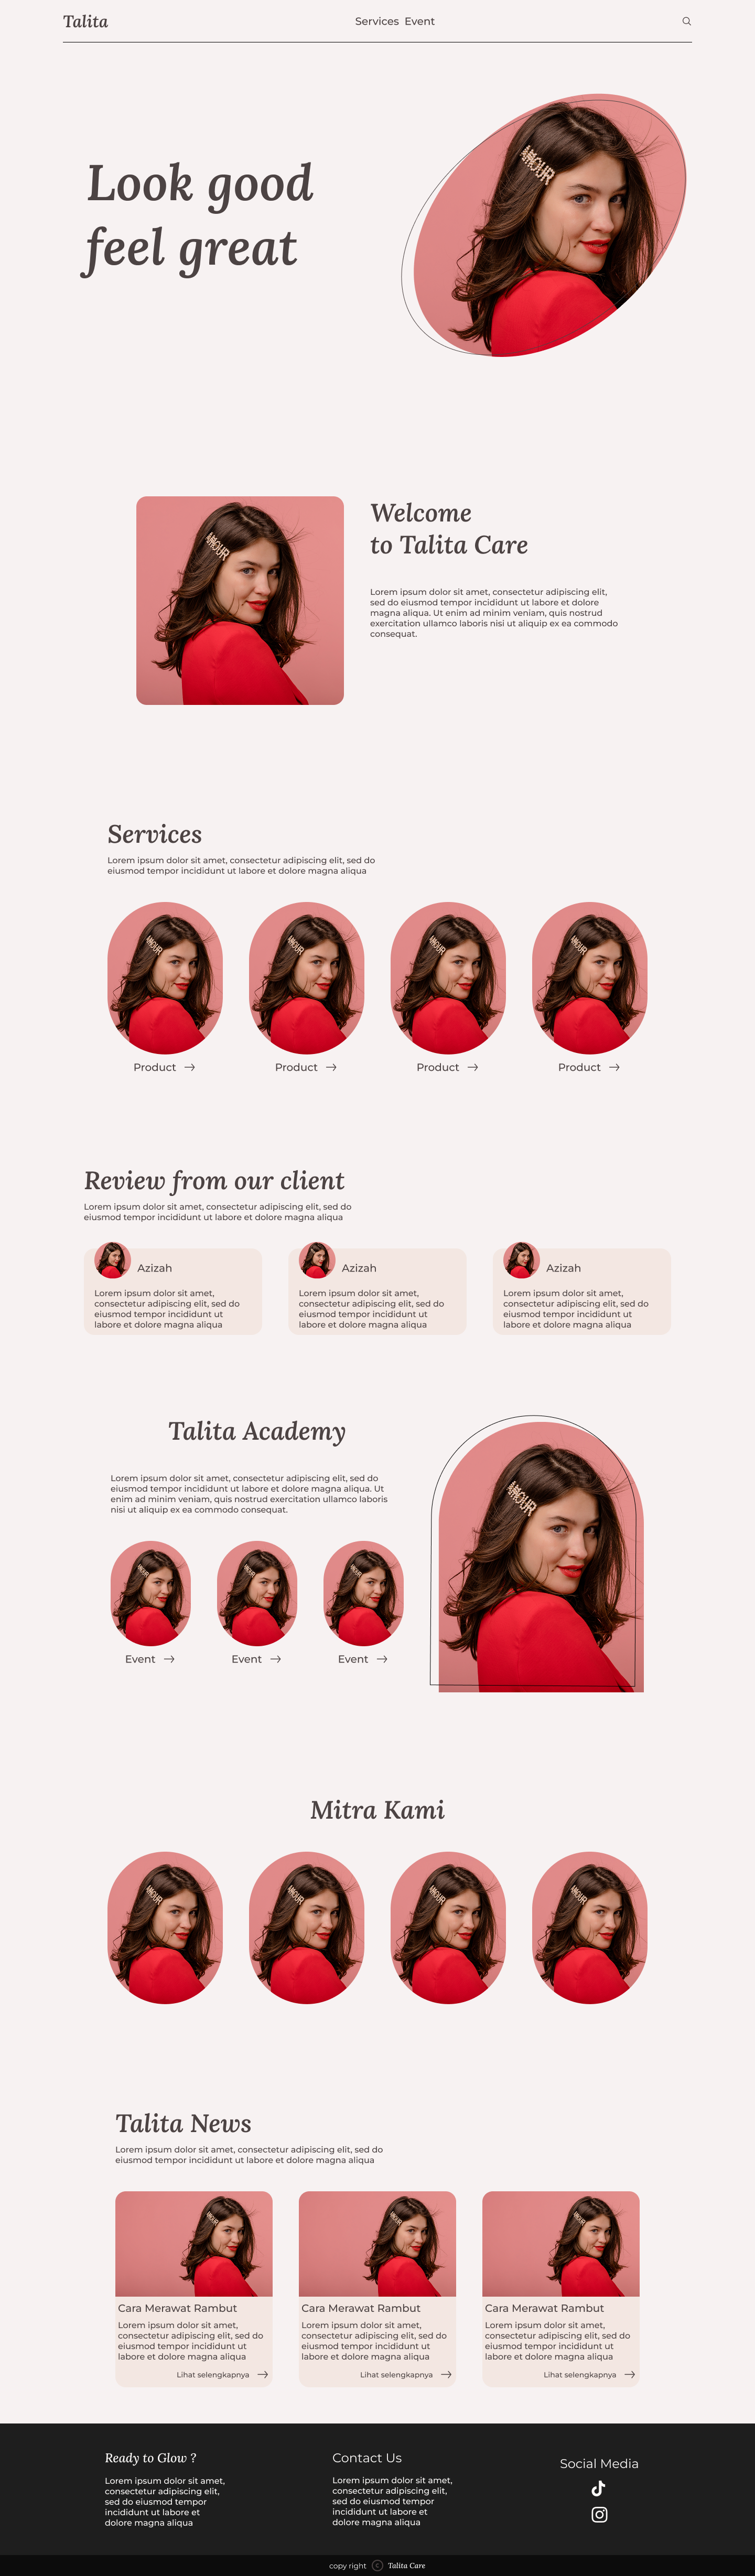 Talita
Services Event
Look good
feel great
AMOUR
Welcome
to Talita Care
Lorem ipsum dolor sit amet, consectetur adipiscing elit,
sed do eiusmod tempor incididunt ut labore et dolore
magna aliqua. Ut enim ad minim veniam, quis nostrud
exercitation ullamco laboris nisi ut aliquip ex ea commodo
consequat.
AMOUR
Services
Lorem ipsum dolor sit amet, consectetur adipiscing elit, sed do
eiusmod tempor incididunt ut labore et dolore magna aliqua
AMOUR
AMOUR
AMOUR
AMOUR
Product
Product
Product
Product
Review from our client
Lorem ipsum dolor sit amet, consectetur adipiscing elit, sed do
eiusmod tempor incididunt ut labore et dolore magna aliqua
Azizah
Lorem ipsum dolor sit amet,
consectetur adipiscing elit, sed do
eiusmod tempor incididunt ut
labore et dolore magna aliqua
Azizah
Lorem ipsum dolor sit amet,
consectetur adipiscing elit, sed do
eiusmod tempor incididunt ut
labore et dolore magna aliqua
Azizah
Lorem ipsum dolor sit amet,
consectetur adipiscing elit, sed do
eiusmod tempor incididunt ut
labore et dolore magna aliqua
Talita Academy
Lorem ipsum dolor sit amet, consectetur adipiscing elit, sed do
eiusmod tempor incididunt ut labore et dolore magna aliqua. Ut
enim ad minim veniam, quis nostrud exercitation ullamco laboris
nisi ut aliquip ex ea commodo consequat.
AMOUR
AMOUR
AMOUR
AMOUR
Event
Event
Event
Mitra Kami
AMOUR
AMOUR
AMOUR
AMOUR
Talita News
Lorem ipsum dolor sit amet, consectetur adipiscing elit, sed do
eiusmod tempor incididunt ut labore et dolore magna aliqua
AMOUR
Cara Merawat Rambut
Lorem ipsum dolor sit amet,
consectetur adipiscing elit, sed do
eiusmod tempor incididunt ut
labore et dolore magna aliqua
Lihat selengkapnya
AMOUR
Cara Merawat Rambut
Lorem ipsum dolor sit amet,
consectetur adipiscing elit, sed do
eiusmod tempor incididunt ut
labore et dolore magna aliqua
Lihat selengkapnya
AMOUR
Cara Merawat Rambut
Lorem ipsum dolor sit amet,
consectetur adipiscing elit, sed do
eiusmod tempor incididunt ut
labore et dolore magna aliqua
Lihat selengkapnya
Ready to Glow ?
Lorem ipsum dolor sit amet,
consectetur adipiscing elit,
sed do eiusmod tempor
incididunt ut labore et
dolore magna aliqua
Contact Us
Lorem ipsum dolor sit amet,
consectetur adipiscing elit,
sed do eiusmod tempor
incididunt ut labore et
dolore magna aliqua
Social Media
copy right © Talita Care